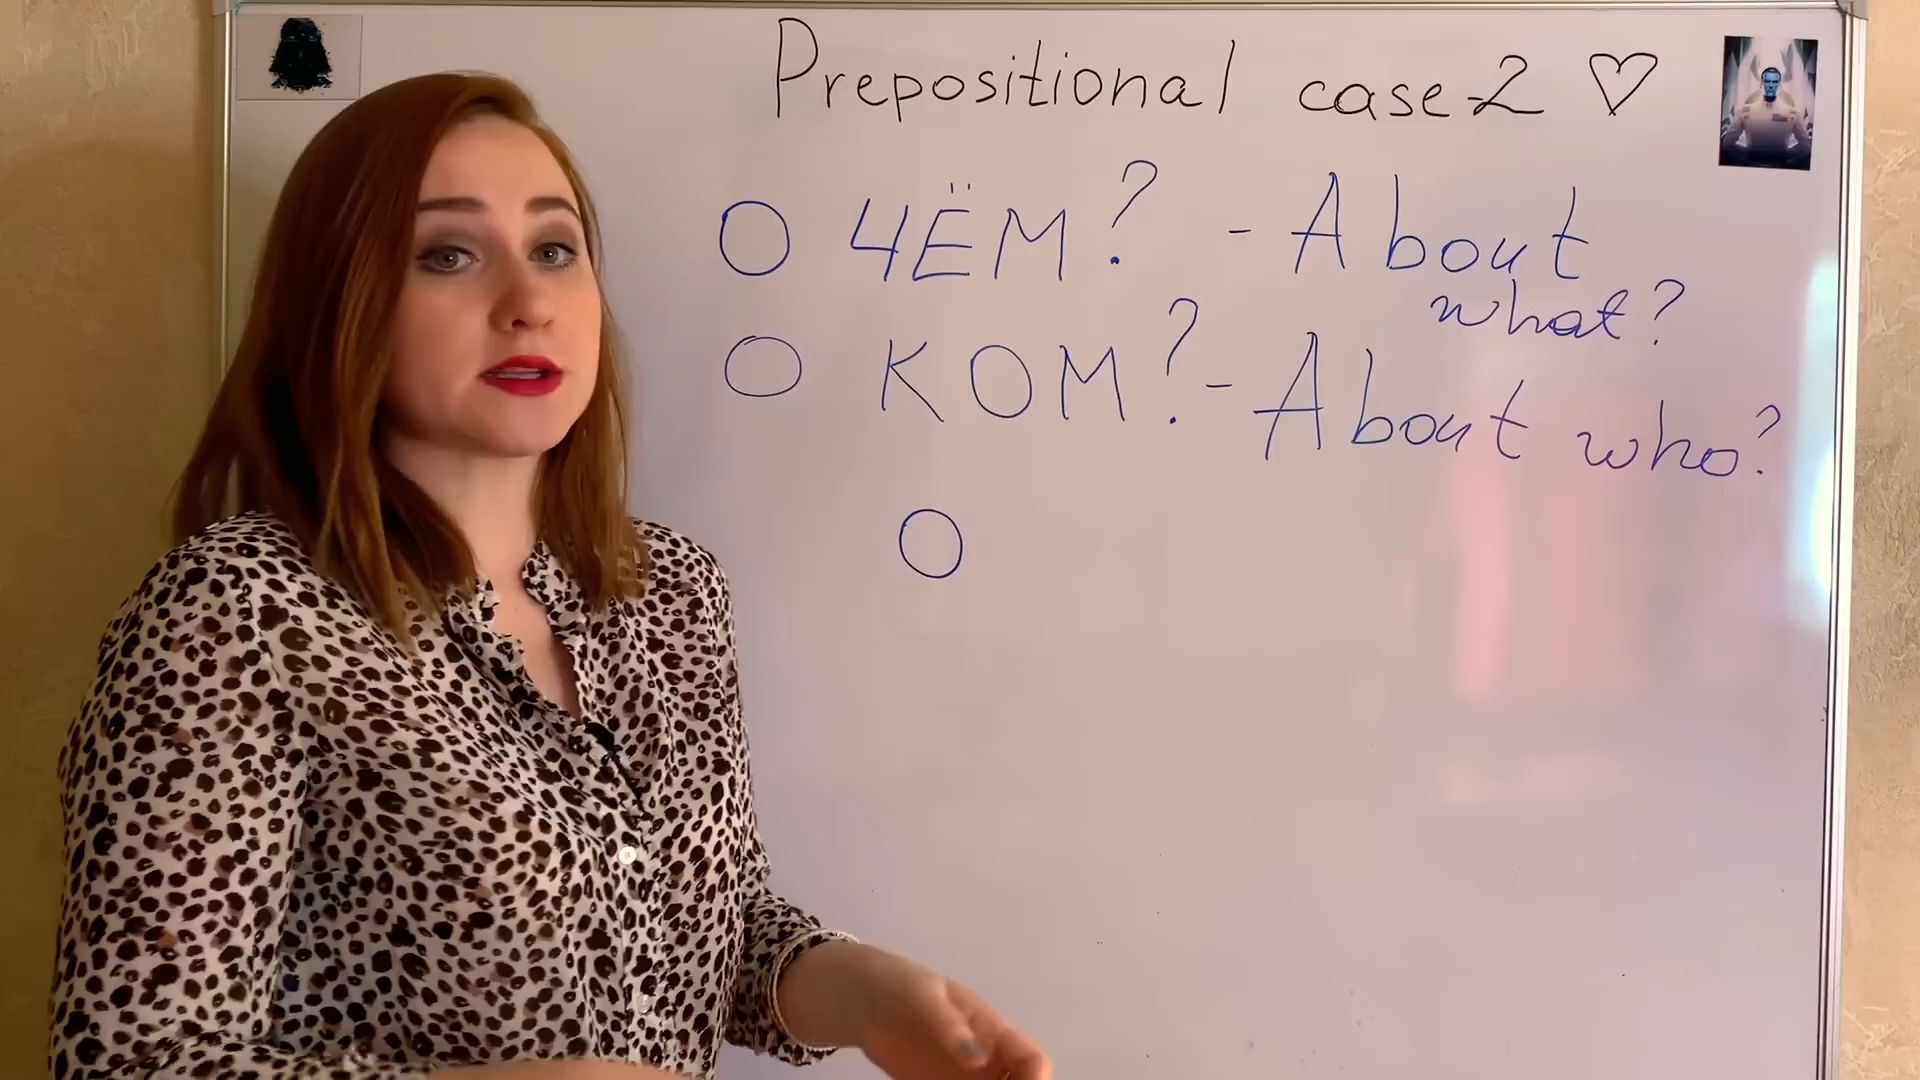 Prepositional case-2 ♡
О ЧЁМ? - About
what?
О КОМ? - About who?
О